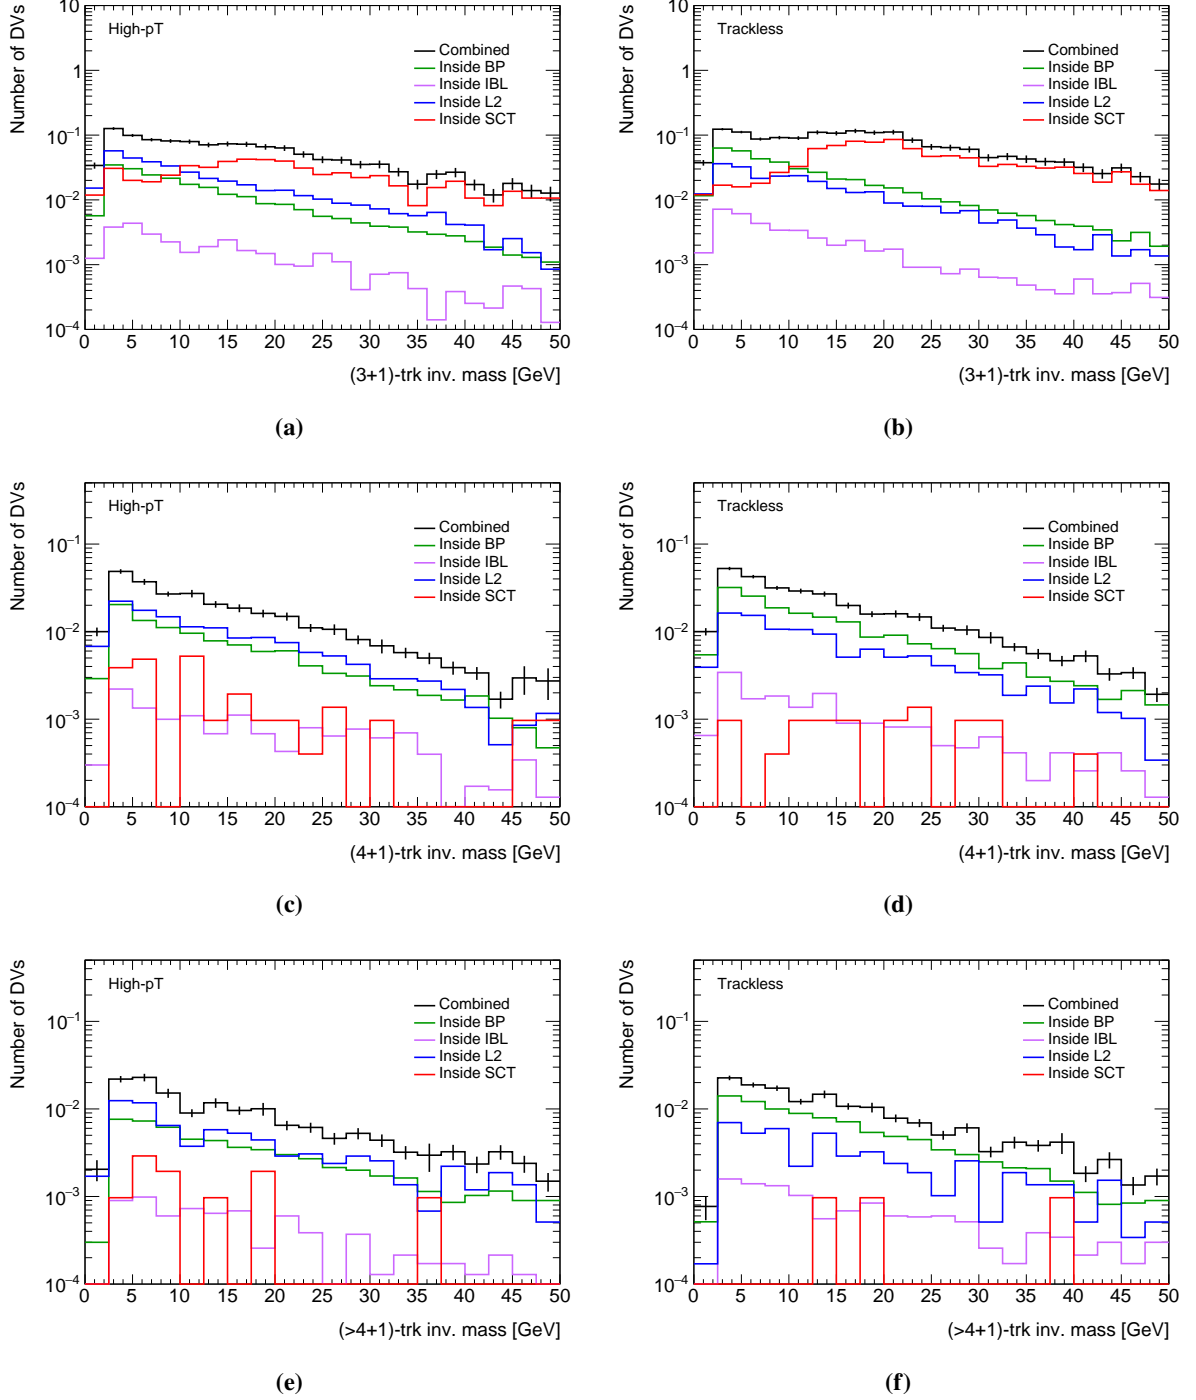 Number of DVs
10
1
10⁻¹
10⁻²
10⁻³
10⁻⁴
High-pT
Combined
Inside BP
Inside IBL
Inside L2
Inside SCT
0 5 10 15 20 25 30 35 40 45 50
(3+1)-trk inv. mass [GeV]
(a)
Number of DVs
10
1
10⁻¹
10⁻²
10⁻³
10⁻⁴
Trackless
Combined
Inside BP
Inside IBL
Inside L2
Inside SCT
0 5 10 15 20 25 30 35 40 45 50
(3+1)-trk inv. mass [GeV]
(b)
Number of DVs
10⁻¹
10⁻²
10⁻³
10⁻⁴
High-pT
Combined
Inside BP
Inside IBL
Inside L2
Inside SCT
0 5 10 15 20 25 30 35 40 45 50
(4+1)-trk inv. mass [GeV]
(c)
Number of DVs
10⁻¹
10⁻²
10⁻³
10⁻⁴
Trackless
Combined
Inside BP
Inside IBL
Inside L2
Inside SCT
0 5 10 15 20 25 30 35 40 45 50
(4+1)-trk inv. mass [GeV]
(d)
Number of DVs
10⁻¹
10⁻²
10⁻³
10⁻⁴
High-pT
Combined
Inside BP
Inside IBL
Inside L2
Inside SCT
0 5 10 15 20 25 30 35 40 45 50
(>4+1)-trk inv. mass [GeV]
(e)
Number of DVs
10⁻¹
10⁻²
10⁻³
10⁻⁴
Trackless
Combined
Inside BP
Inside IBL
Inside L2
Inside SCT
0 5 10 15 20 25 30 35 40 45 50
(>4+1)-trk inv. mass [GeV]
(f)